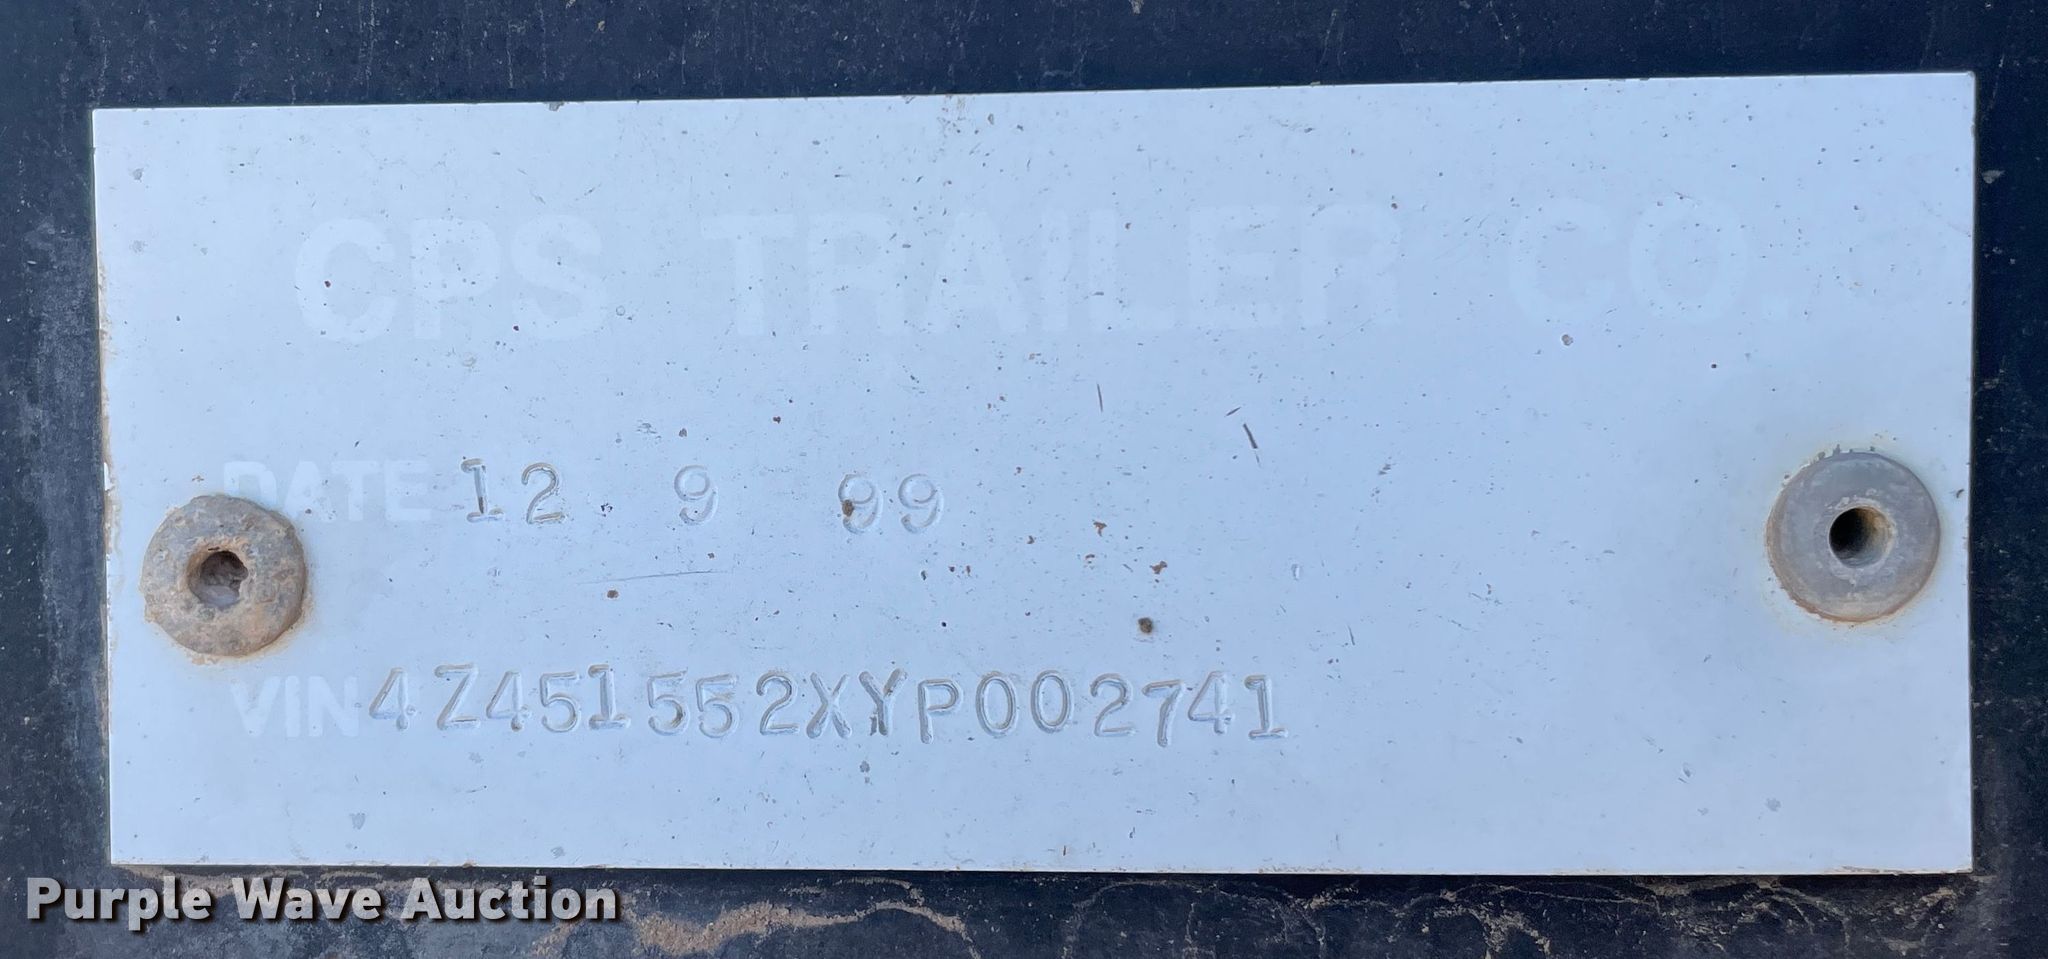 CPS TRAILER CO.
DATE 12 9 99
VIN 4Z451552XYP002741
Purple Wave Auction